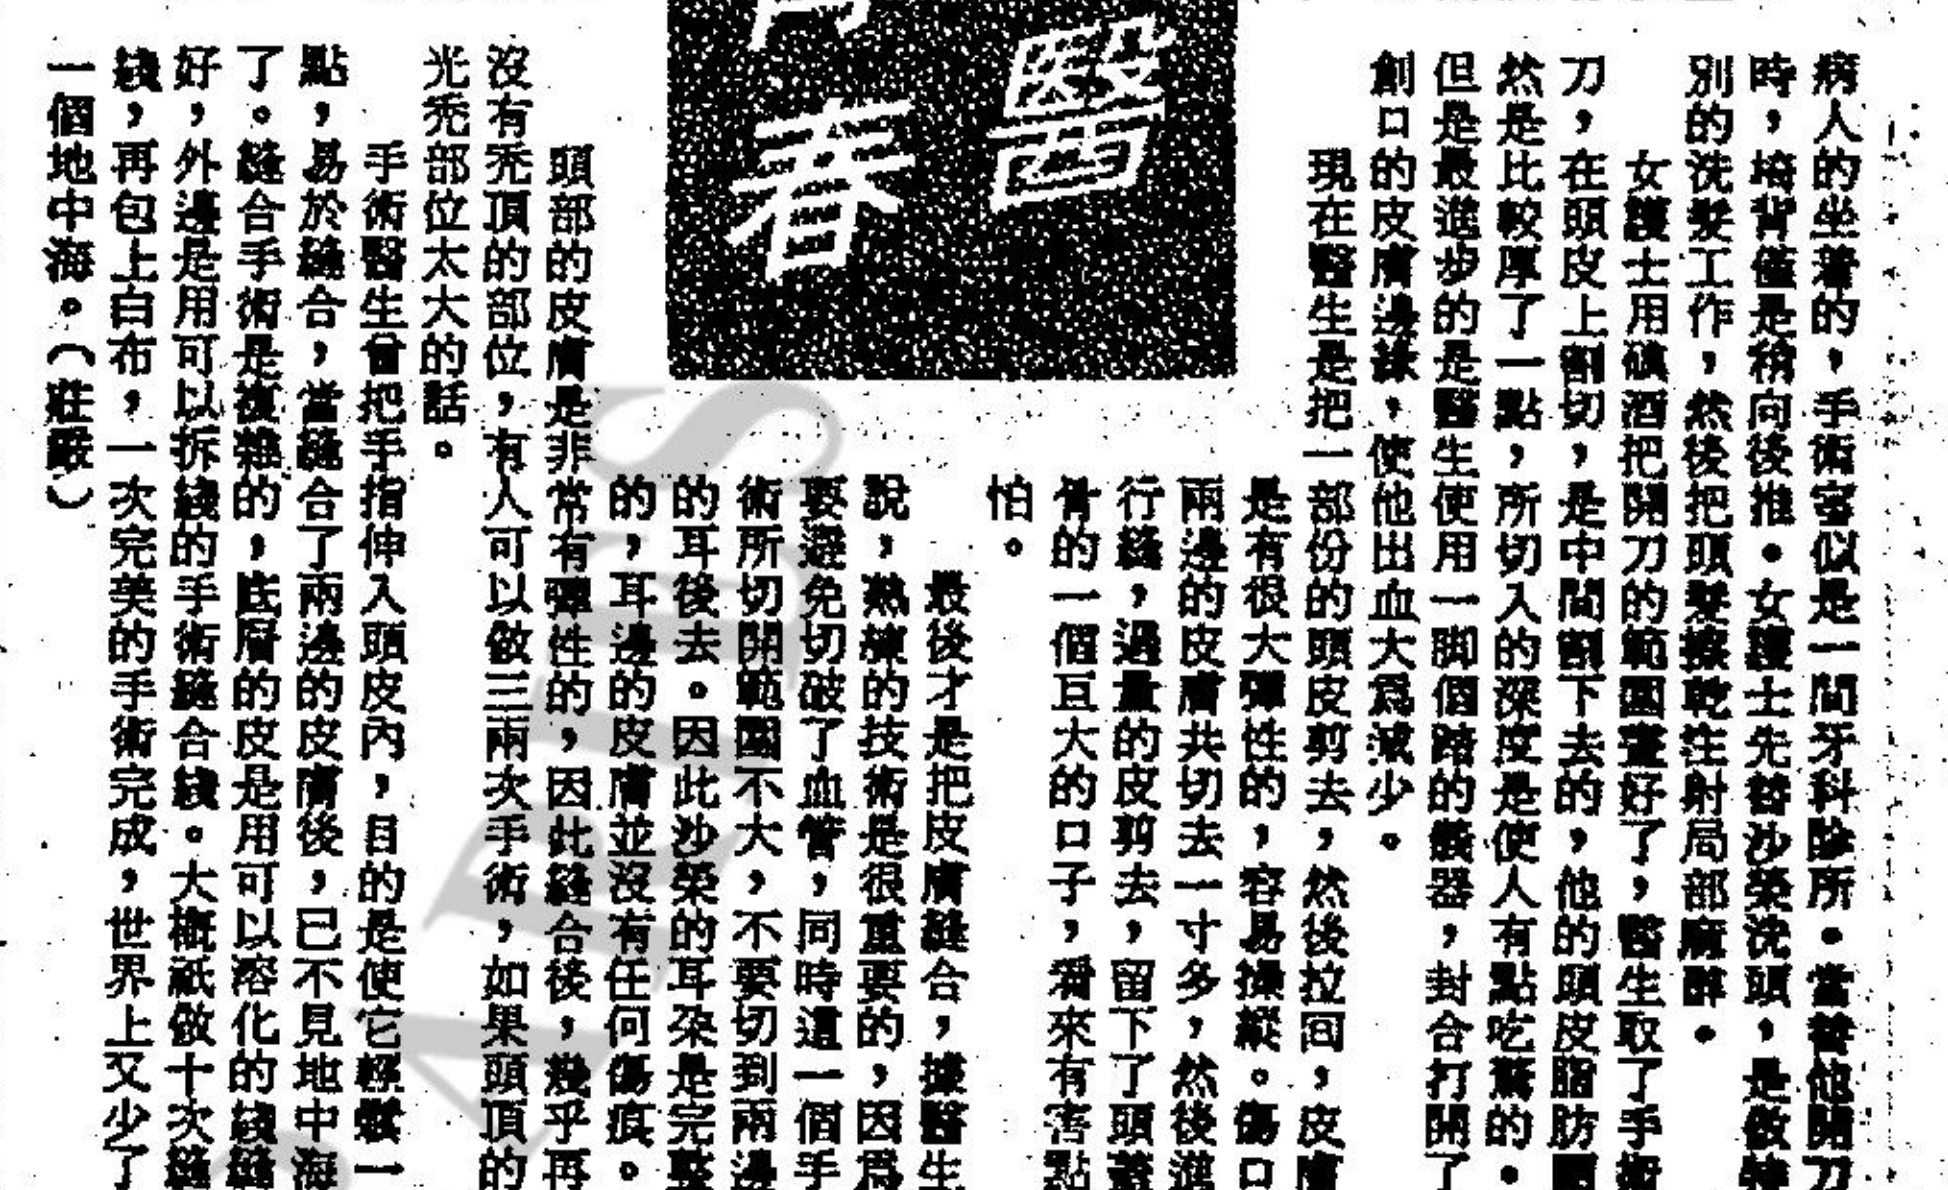 病人的坐著的，手術室似是一間牙科診所。當替他開刀
時，椅背僅是稍向後推。女護士先替沙榮洗頭，是做特
別的洗髮工作，然後把頭髮擦乾注射局部麻醉。
女護士用碘酒把開刀的範圍畫好了，醫生取了手術
刀，在頭皮上割切，是中間割下去的，他的頭皮脂肪
然是比較厚了一點，所切入的深度是使人有點吃驚的。
但是最進步的是醫生使用一脚個踏的儀器，封合打開了
創口的皮膚邊緣，使他出血大爲減少。
現在醫生是把一部份的頭皮剪去，然後拉回，皮膚
是有很大彈性的，容易操縱。傷口
兩邊的皮膚共切去一寸多，然後進
行縫，過量的皮剪去，留下了頭蓋
骨的一個巨大的口子，看來有害點
怕。
最後才是把皮膚縫合，據醫生
說，熟練的技術是很重要的，因爲
要避免切破了血管，同時這一個手
術所切開範圍不大，不要切到兩邊
的耳後去。因此沙榮的耳朶是完整
的，耳邊的皮膚並沒有任何傷痕。
醫
春
頭部的皮膚是非常有彈性的，因此縫合後，幾乎再
沒有禿頂的部位，有人可以做三兩次手術，如果頭頂的
光禿部位太大的話。
手術醫生曾把手指伸入頭皮內，目的是使它輕鬆一
點，易於縫合，當縫合了兩邊的皮膚後，已不見地中海
了。縫合手術是複雜的，底層的皮是用可以溶化的綫縫
好，外邊是用可以拆綫的手術縫合綫。大概祇做十次縫
綫，再包上白布，一次完美的手術完成，世界上又少了
一個地中海。（莊嚴）